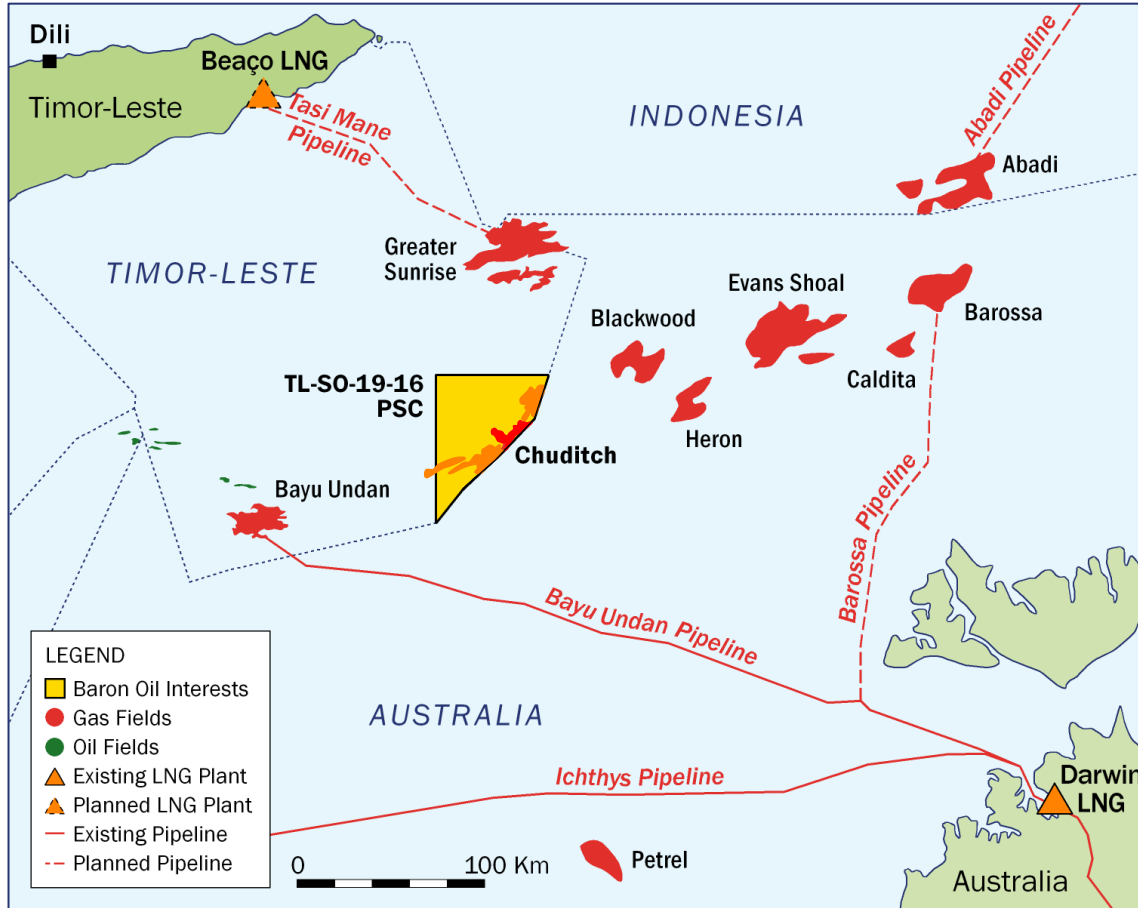 Dili
Beaço LNG
Timor-Leste
Tasi Mane
Pipeline
INDONESIA
Abadi Pipeline
Abadi
Greater
Sunrise
TIMOR-LESTE
Evans Shoal
Blackwood
Barossa
Caldita
TL-SO-19-16
PSC
Heron
Chuditch
Bayu Undan
Barossa Pipeline
Bayu Undan Pipeline
AUSTRALIA
Ichthys Pipeline
Darwin
LNG
Petrel
Australia
LEGEND
Baron Oil Interests
Gas Fields
Oil Fields
Existing LNG Plant
Planned LNG Plant
Existing Pipeline
Planned Pipeline
0 100 Km